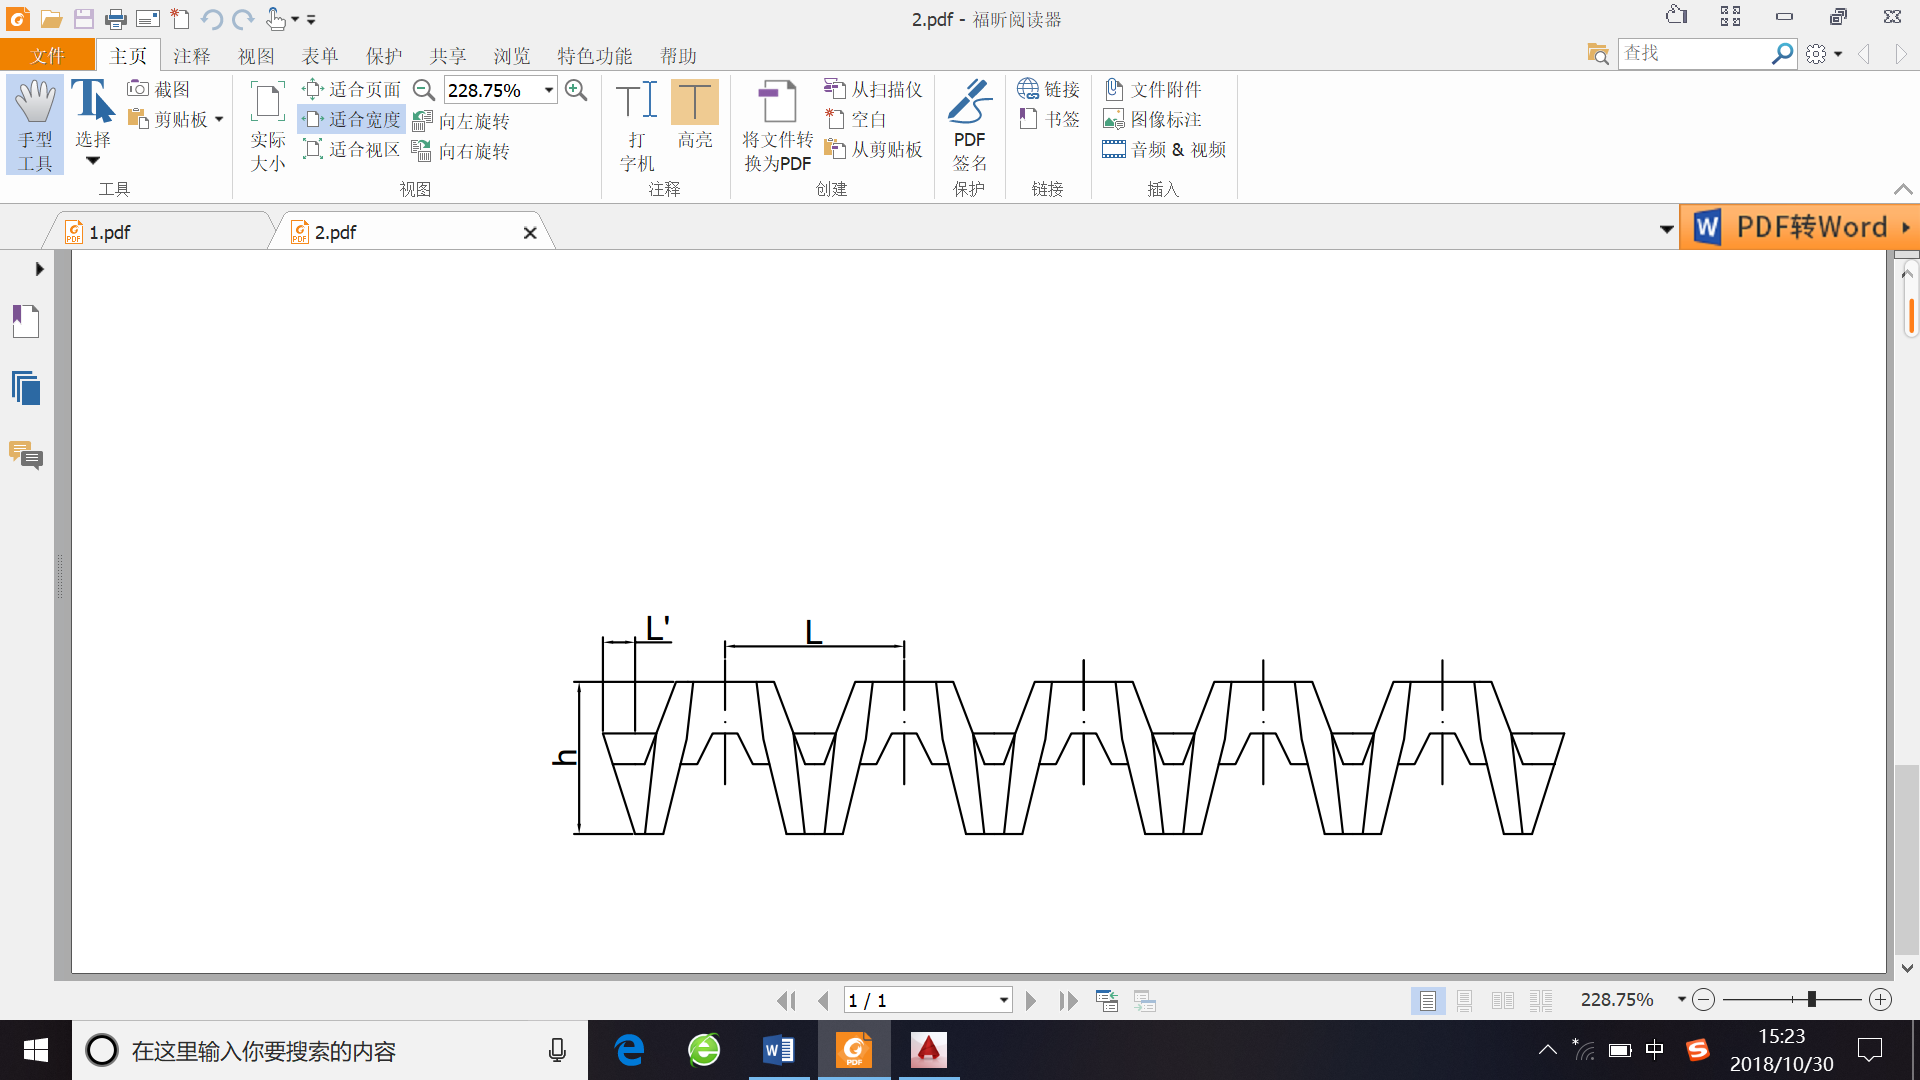 2.pdf - 福昕阅读器
文件 主页 注释 视图 表单 保护 共享 浏览 特色功能 帮助
查找
手型
工具
选择
截图
剪贴板
工具
实际
大小
适合页面
适合宽度
适合视区
228.75%
向左旋转
向右旋转
视图
打
字机
高亮
注释
将文件转
换为PDF
从扫描仪
空白
从剪贴板
创建
PDF
签名
保护
链接
书签
链接
文件附件
图像标注
音频 & 视频
插入
1.pdf
2.pdf
PDF转Word
L'
L
h
1 / 1
228.75%
在这里输入你要搜索的内容
中
15:23
2018/10/30